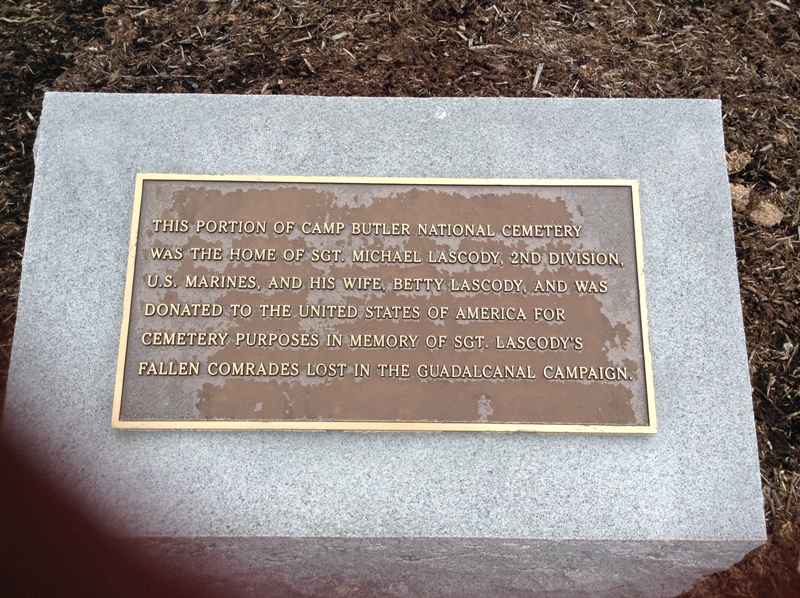 THIS PORTION OF CAMP BUTLER NATIONAL CEMETERY
WAS THE HOME OF SGT. MICHAEL LASCODY, 2ND DIVISION,
U.S. MARINES, AND HIS WIFE, BETTY LASCODY, AND WAS
DONATED TO THE UNITED STATES OF AMERICA FOR
CEMETERY PURPOSES IN MEMORY OF SGT. LASCODY'S
FALLEN COMRADES LOST IN THE GUADALCANAL CAMPAIGN.